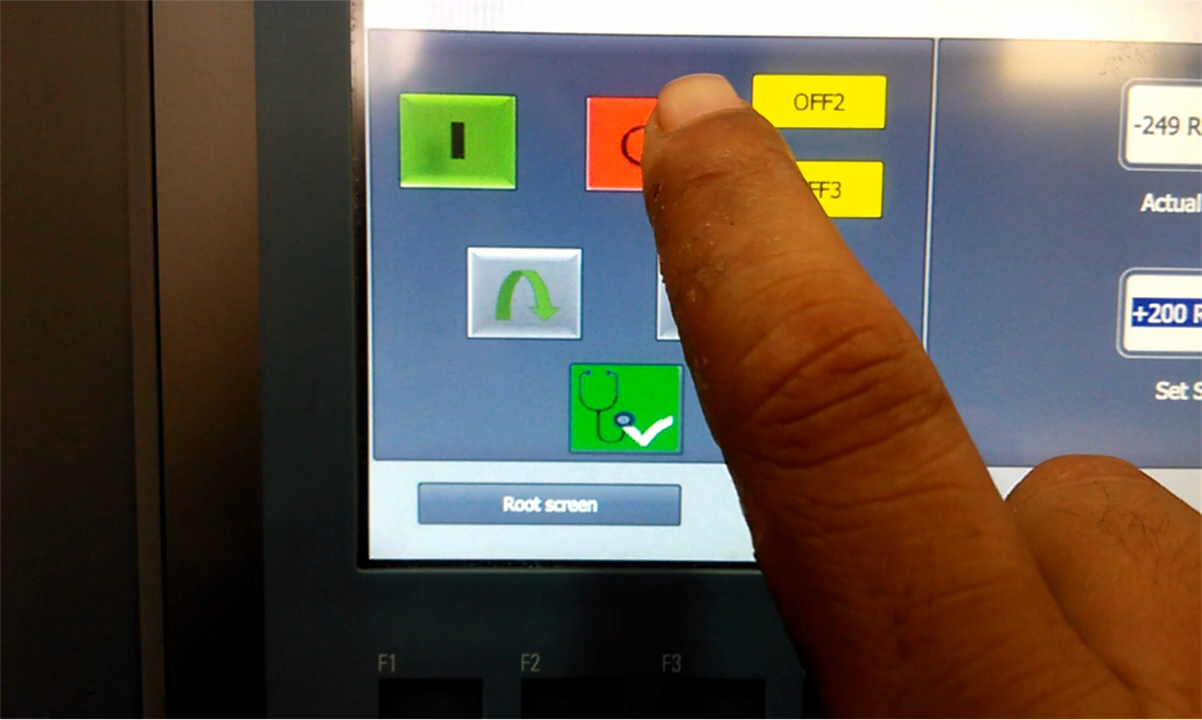 I
OFF2
FF3
-249 R
Actual
+200 R
Set S
Root screen
F1
F2
F3